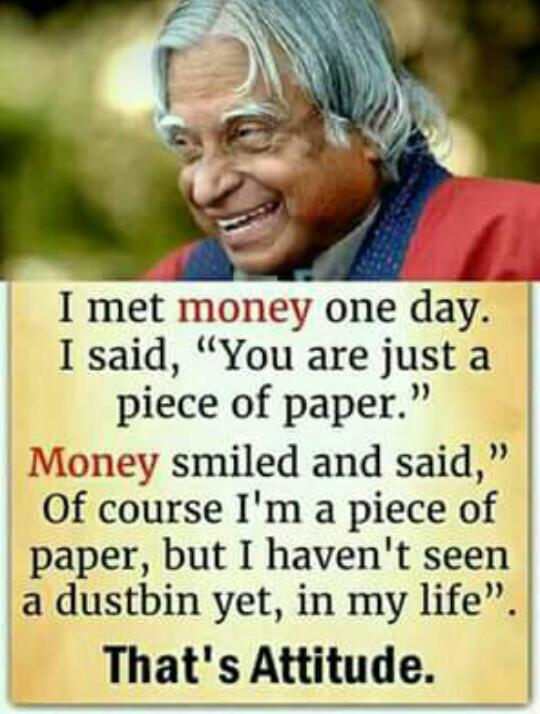 I met money one day.
I said, “You are just a
piece of paper.”
Money smiled and said,”
Of course I'm a piece of
paper, but I haven't seen
a dustbin yet, in my life”.
That's Attitude.